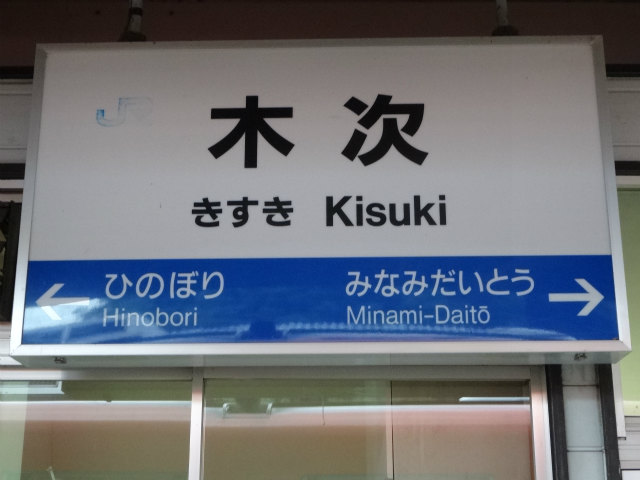 JR
木次
きすき Kisuki
← ひのぼり みなみだいとう →
Hinobori Minami-Daitō